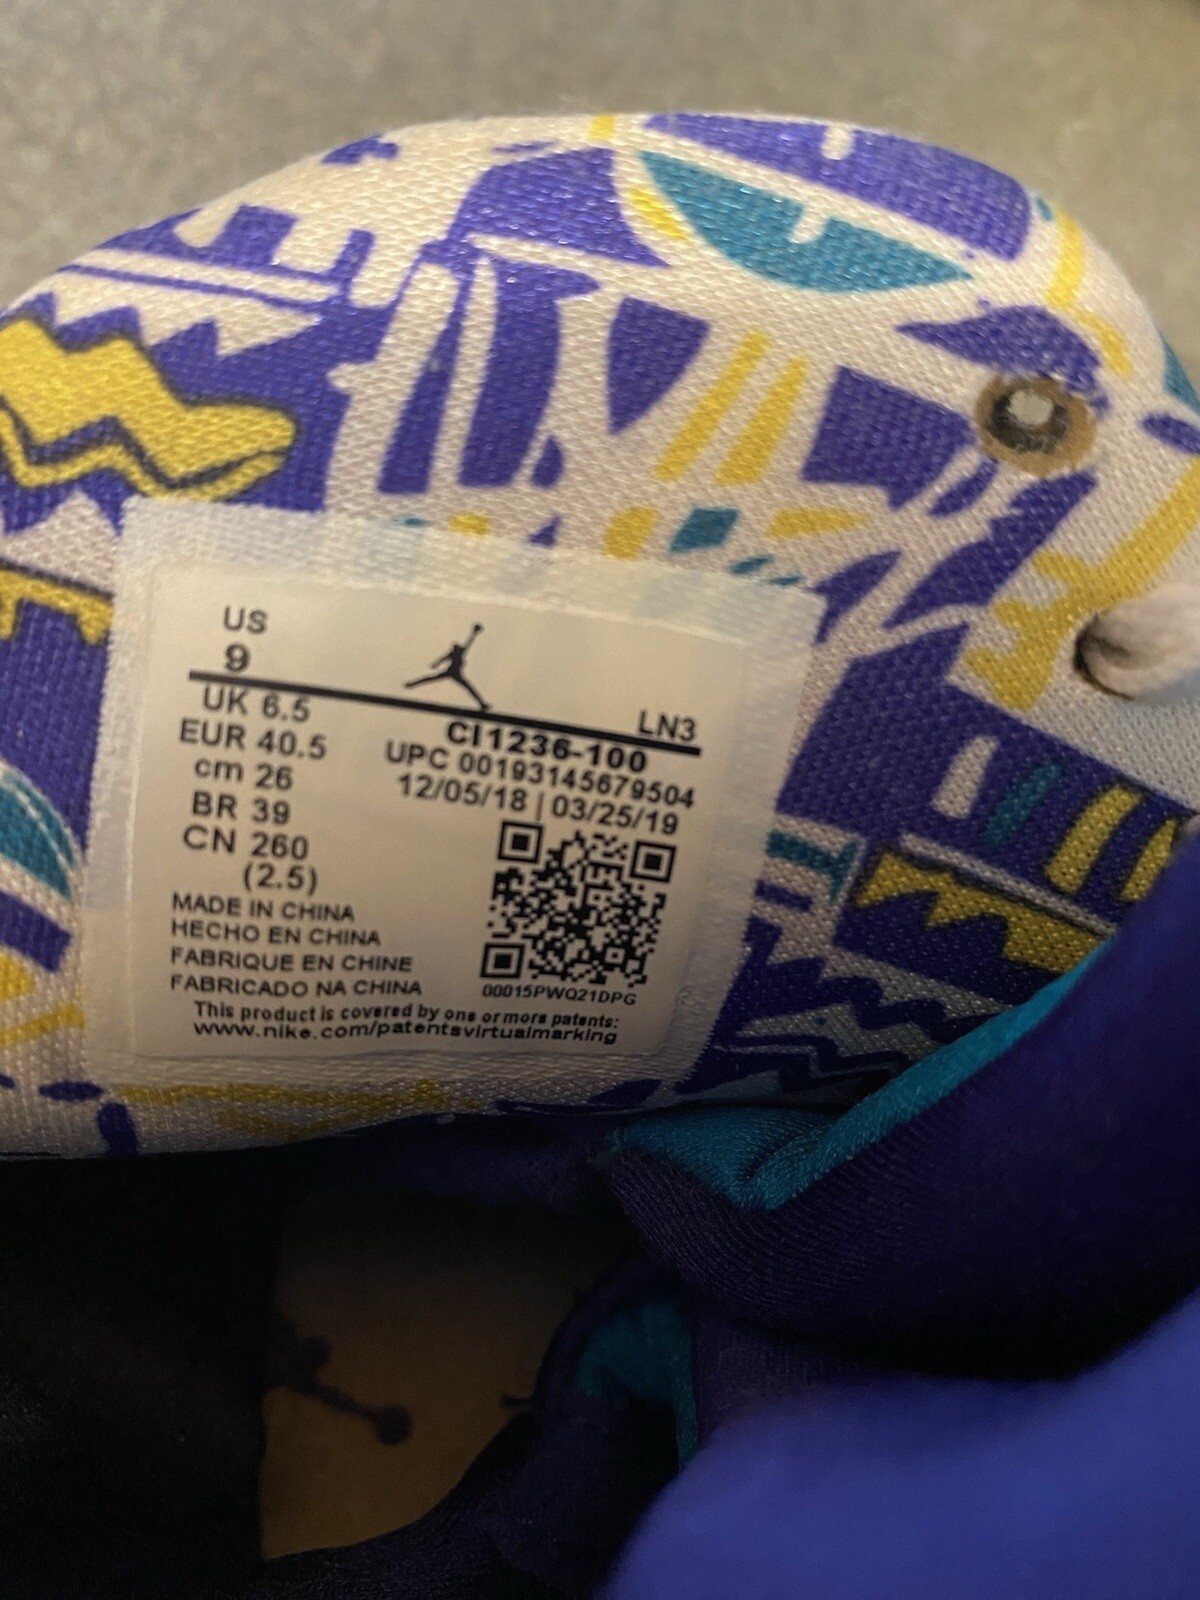 US
9
LN3
UK 6.5
CI1236-100
EUR 40.5
UPC 00193145679504
cm 26
12/05/18 | 03/25/19
BR 39
CN 260
(2.5)
MADE IN CHINA
HECHO EN CHINA
FABRIQUE EN CHINE
FABRICADO NA CHINA
00015PWQ21DPG
This product is covered by one or more patents:
www.nike.com/patentsvirtualmarking